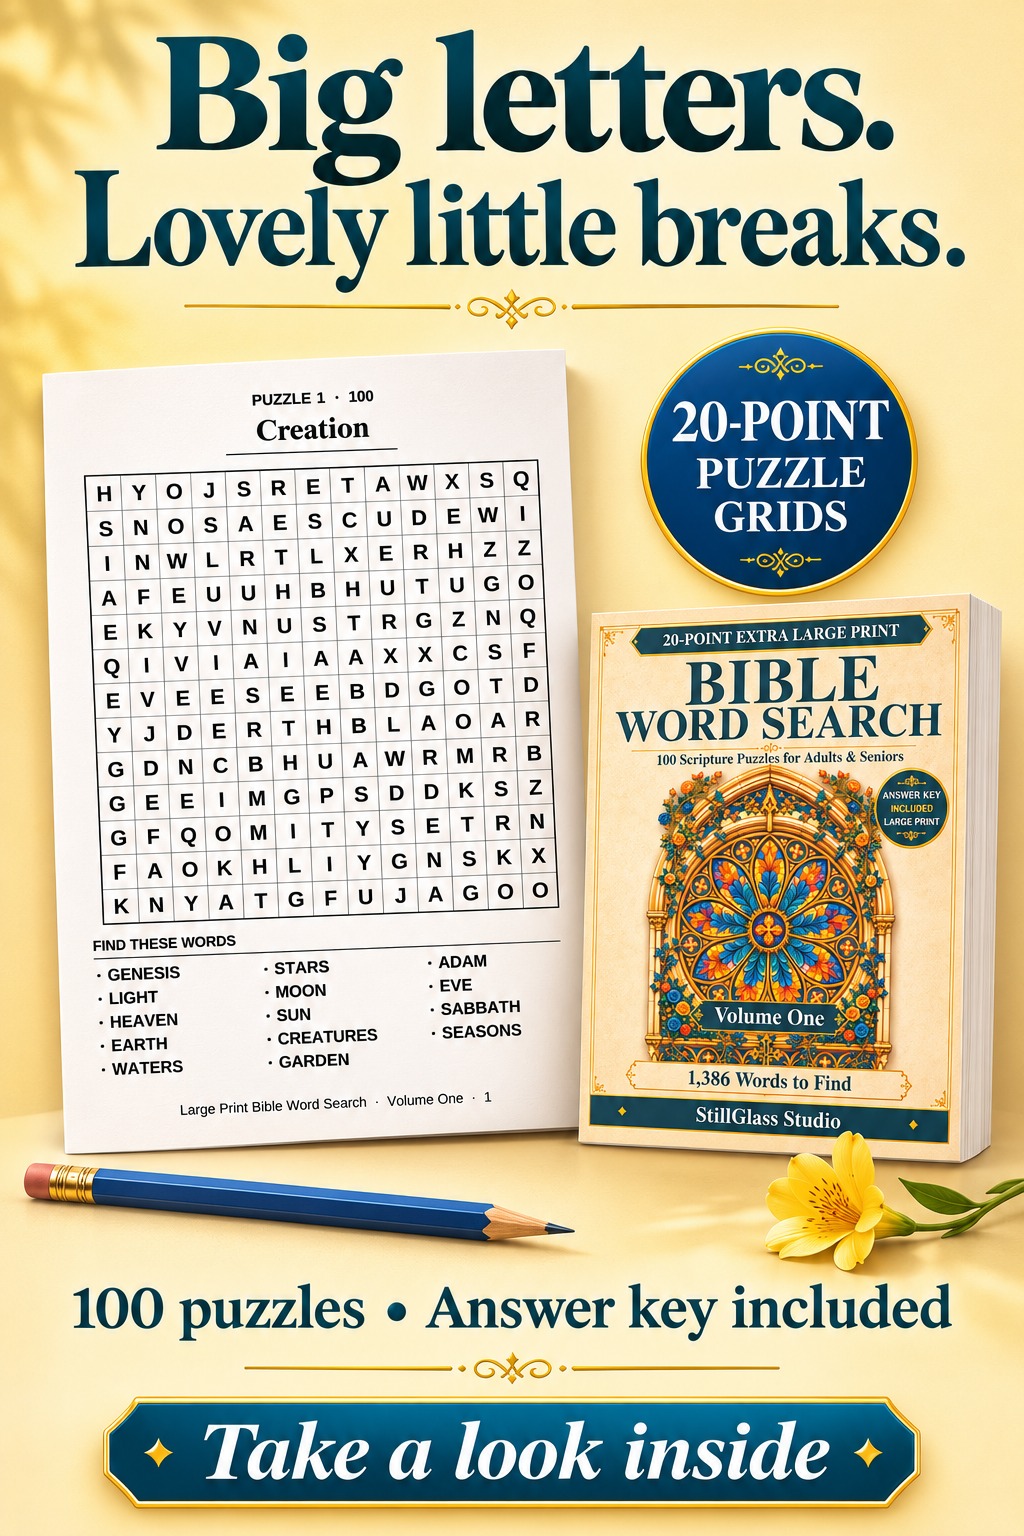 Big letters.
Lovely little breaks.
PUZZLE 1 · 100
Creation
H Y O J S R E T A W X S Q
S N O S A E S C U D E W I
I N W L R T L X E R H Z Z
A F E U U H B H U T U G O
E K Y V N U S T R G Z N Q
Q I V I A I A A X X C S F
E V E E S E E B D G O T D
Y J D E R T H B L A O A R
G D N C B H U A W R M R B
G E E I M G P S D D K S Z
G F Q O M I T Y S E T R N
F A O K H L I Y G N S K X
K N Y A T G F U J A G O O
FIND THESE WORDS
· GENESIS
· LIGHT
· HEAVEN
· EARTH
· WATERS
· STARS
· MOON
· SUN
· CREATURES
· GARDEN
· ADAM
· EVE
· SABBATH
· SEASONS
Large Print Bible Word Search · Volume One · 1
20-POINT
PUZZLE
GRIDS
20-POINT EXTRA LARGE PRINT
BIBLE
WORD SEARCH
100 Scripture Puzzles for Adults & Seniors
ANSWER KEY
INCLUDED
LARGE PRINT
Volume One
1,386 Words to Find
StillGlass Studio
100 puzzles • Answer key included
Take a look inside